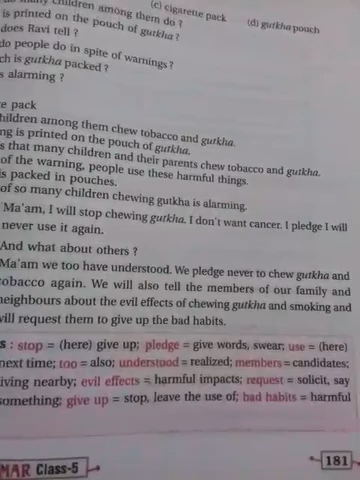 many children among them do ?
(c) cigarette pack
(d) gutkha pouch
is printed on the pouch of gutkha ?
does Ravi tell ?
do people do in spite of warnings ?
ch is gutkha packed ?
s alarming ?
e pack
hildren among them chew tobacco and gutkha.
ng is printed on the pouch of gutkha.
s that many children and their parents chew tobacco and gutkha.
of the warning, people use these harmful things.
is packed in pouches.
of so many children chewing gutkha is alarming.
Ma'am, I will stop chewing gutkha. I don't want cancer. I pledge I will
never use it again.
And what about others ?
Ma'am we too have understood. We pledge never to chew gutkha and
tobacco again. We will also tell the members of our family and
neighbours about the evil effects of chewing gutkha and smoking and
will request them to give up the bad habits.
s : stop = (here) give up; pledge = give words, swear; use = (here)
next time; too = also; understood = realized; members = candidates;
iving nearby; evil effects = harmful impacts; request = solicit, say
something; give up = stop, leave the use of; bad habits = harmful
MAR Class-5
181